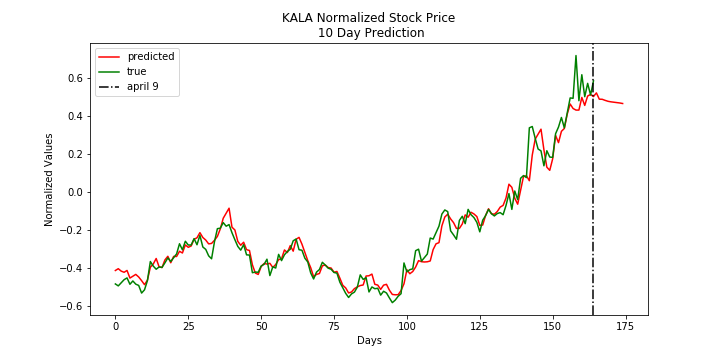 KALA Normalized Stock Price
10 Day Prediction
predicted
true
april 9
Normalized Values
0.6
0.4
0.2
0.0
−0.2
−0.4
−0.6
0 25 50 75 100 125 150 175
Days